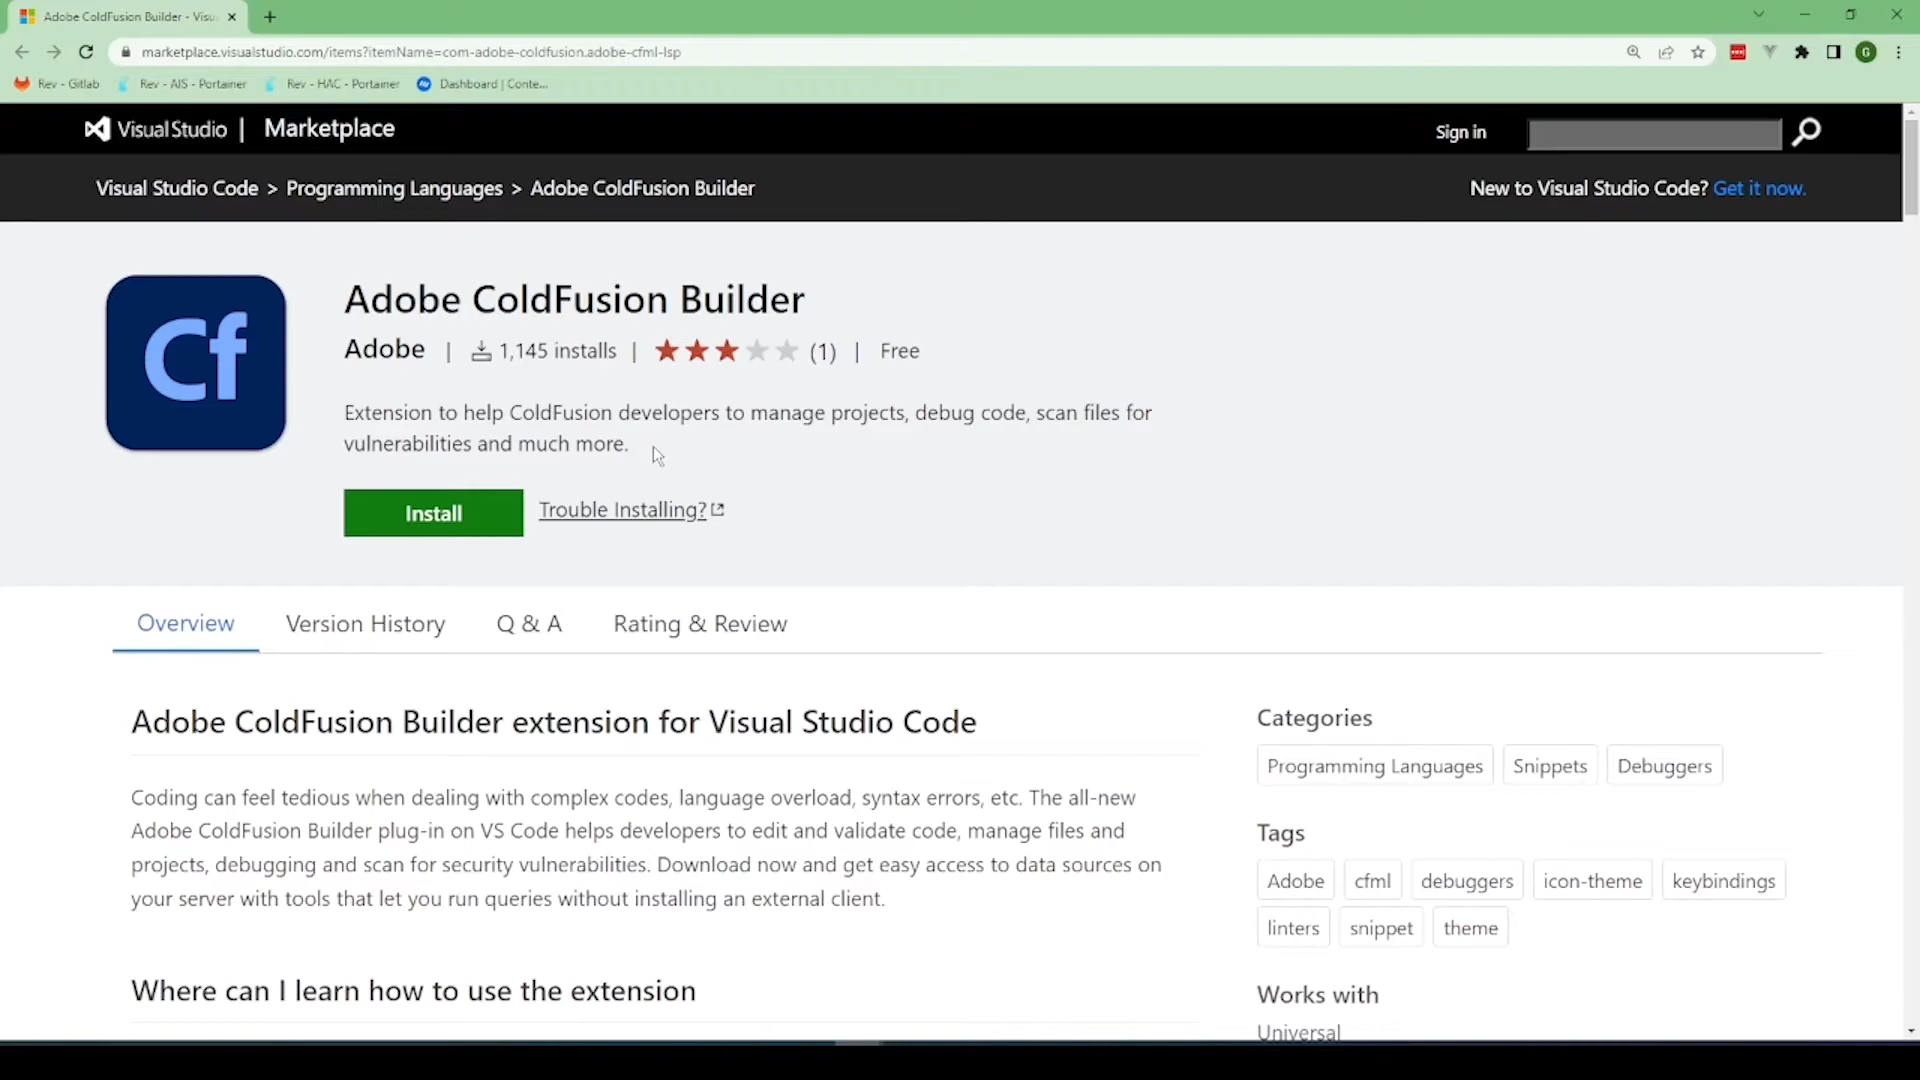 Adobe ColdFusion Builder - Visu
marketplace.visualstudio.com/items?itemName=com-adobe-coldfusion.adobe-cfml-lsp
G
Rev - Gitlab
Rev - AIS - Portainer
Rev - HAC - Portainer
Dashboard | Conte...
Visual Studio | Marketplace
Sign in
Visual Studio Code > Programming Languages > Adobe ColdFusion Builder
New to Visual Studio Code? Get it now.
Cf
Adobe ColdFusion Builder
Adobe | 1,145 installs | (1) | Free
Extension to help ColdFusion developers to manage projects, debug code, scan files for
vulnerabilities and much more.
Install
Trouble Installing?
Overview
Version History
Q & A
Rating & Review
Adobe ColdFusion Builder extension for Visual Studio Code
Coding can feel tedious when dealing with complex codes, language overload, syntax errors, etc. The all-new
Adobe ColdFusion Builder plug-in on VS Code helps developers to edit and validate code, manage files and
projects, debugging and scan for security vulnerabilities. Download now and get easy access to data sources on
your server with tools that let you run queries without installing an external client.
Where can I learn how to use the extension
Categories
Programming Languages
Snippets
Debuggers
Tags
Adobe
cfml
debuggers
icon-theme
keybindings
linters
snippet
theme
Works with
Universal